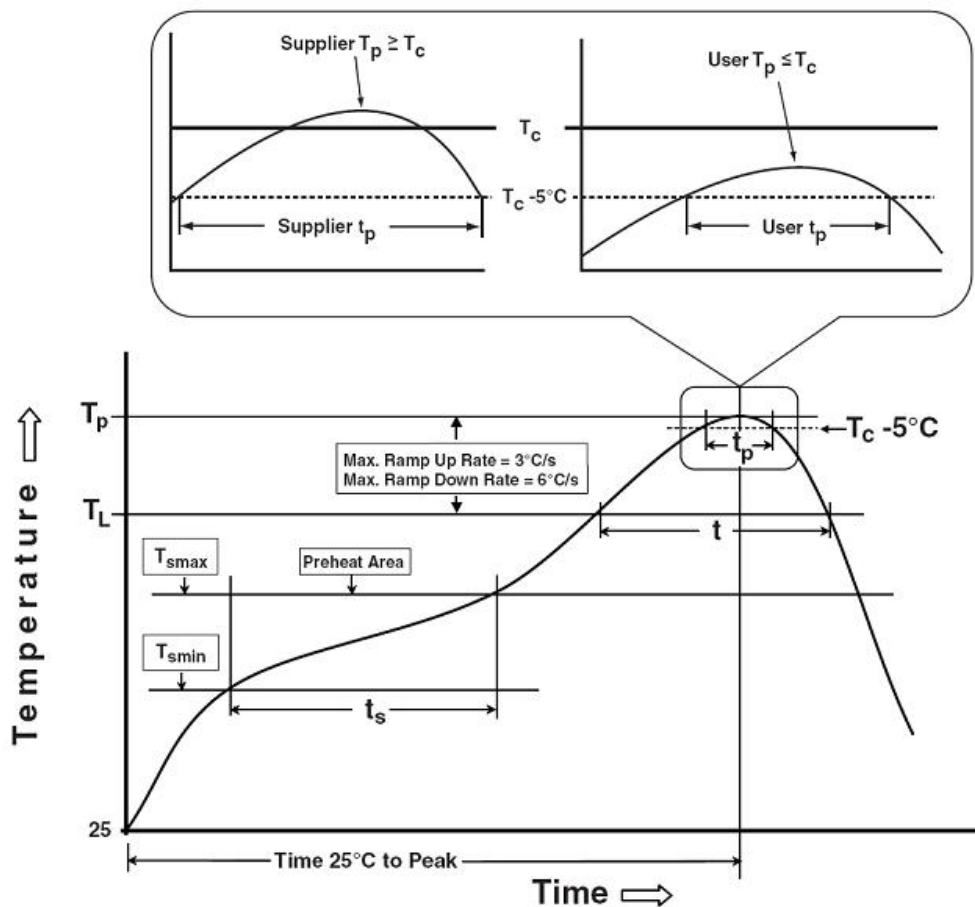 Supplier Tp ≥ Tc
User Tp ≤ Tc
Tc
Tc -5°C
Supplier tp
User tp
Tp
Tc -5°C
tp
Max. Ramp Up Rate = 3°C/s
Max. Ramp Down Rate = 6°C/s
TL
t
Tsmax
Preheat Area
Tsmin
ts
Temperature
25
Time 25°C to Peak
Time